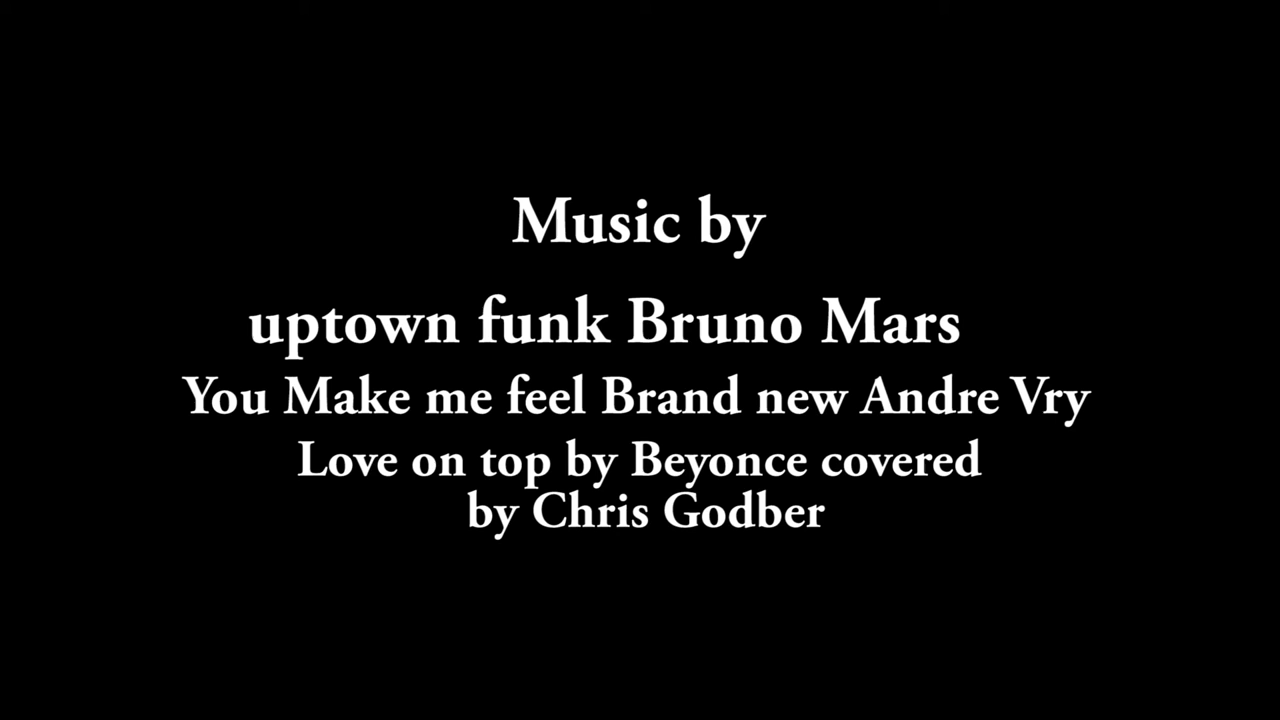 Music by
uptown funk Bruno Mars
You Make me feel Brand new Andre Vry
Love on top by Beyonce covered
by Chris Godber